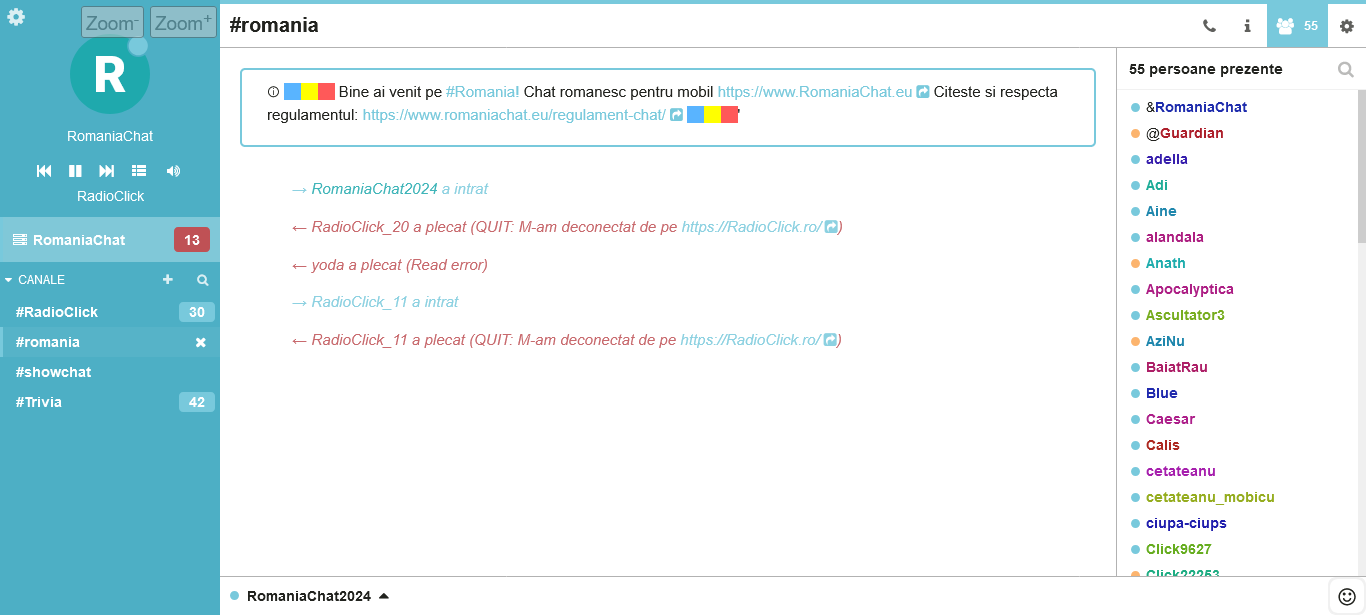 Zoom- Zoom+
R
RomaniaChat
RadioClick
RomaniaChat 13
CANALE
#RadioClick 30
#romania
#showchat
#Trivia 42
#romania
55
Bine ai venit pe #Romania! Chat romanesc pentru mobil https://www.RomaniaChat.eu Citeste si respecta
regulamentul: https://www.romaniachat.eu/regulament-chat/ '
→ RomaniaChat2024 a intrat
← RadioClick_20 a plecat (QUIT: M-am deconectat de pe https://RadioClick.ro/)
← yoda a plecat (Read error)
→ RadioClick_11 a intrat
← RadioClick_11 a plecat (QUIT: M-am deconectat de pe https://RadioClick.ro/)
RomaniaChat2024
55 persoane prezente
&RomaniaChat
@Guardian
adella
Adi
Aine
alandala
Anath
Apocalyptica
Ascultator3
AziNu
BaiatRau
Blue
Caesar
Calis
cetateanu
cetateanu_mobicu
ciupa-ciups
Click9627
Click22253